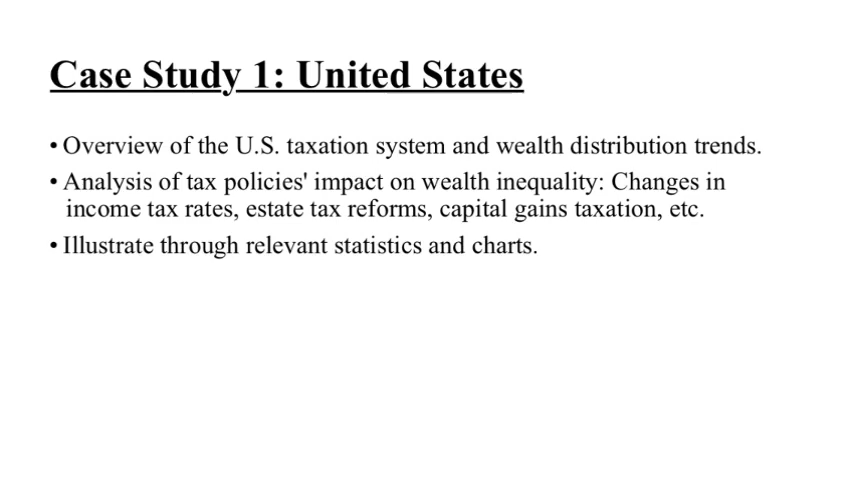 Case Study 1: United States
• Overview of the U.S. taxation system and wealth distribution trends.
• Analysis of tax policies' impact on wealth inequality: Changes in
income tax rates, estate tax reforms, capital gains taxation, etc.
• Illustrate through relevant statistics and charts.